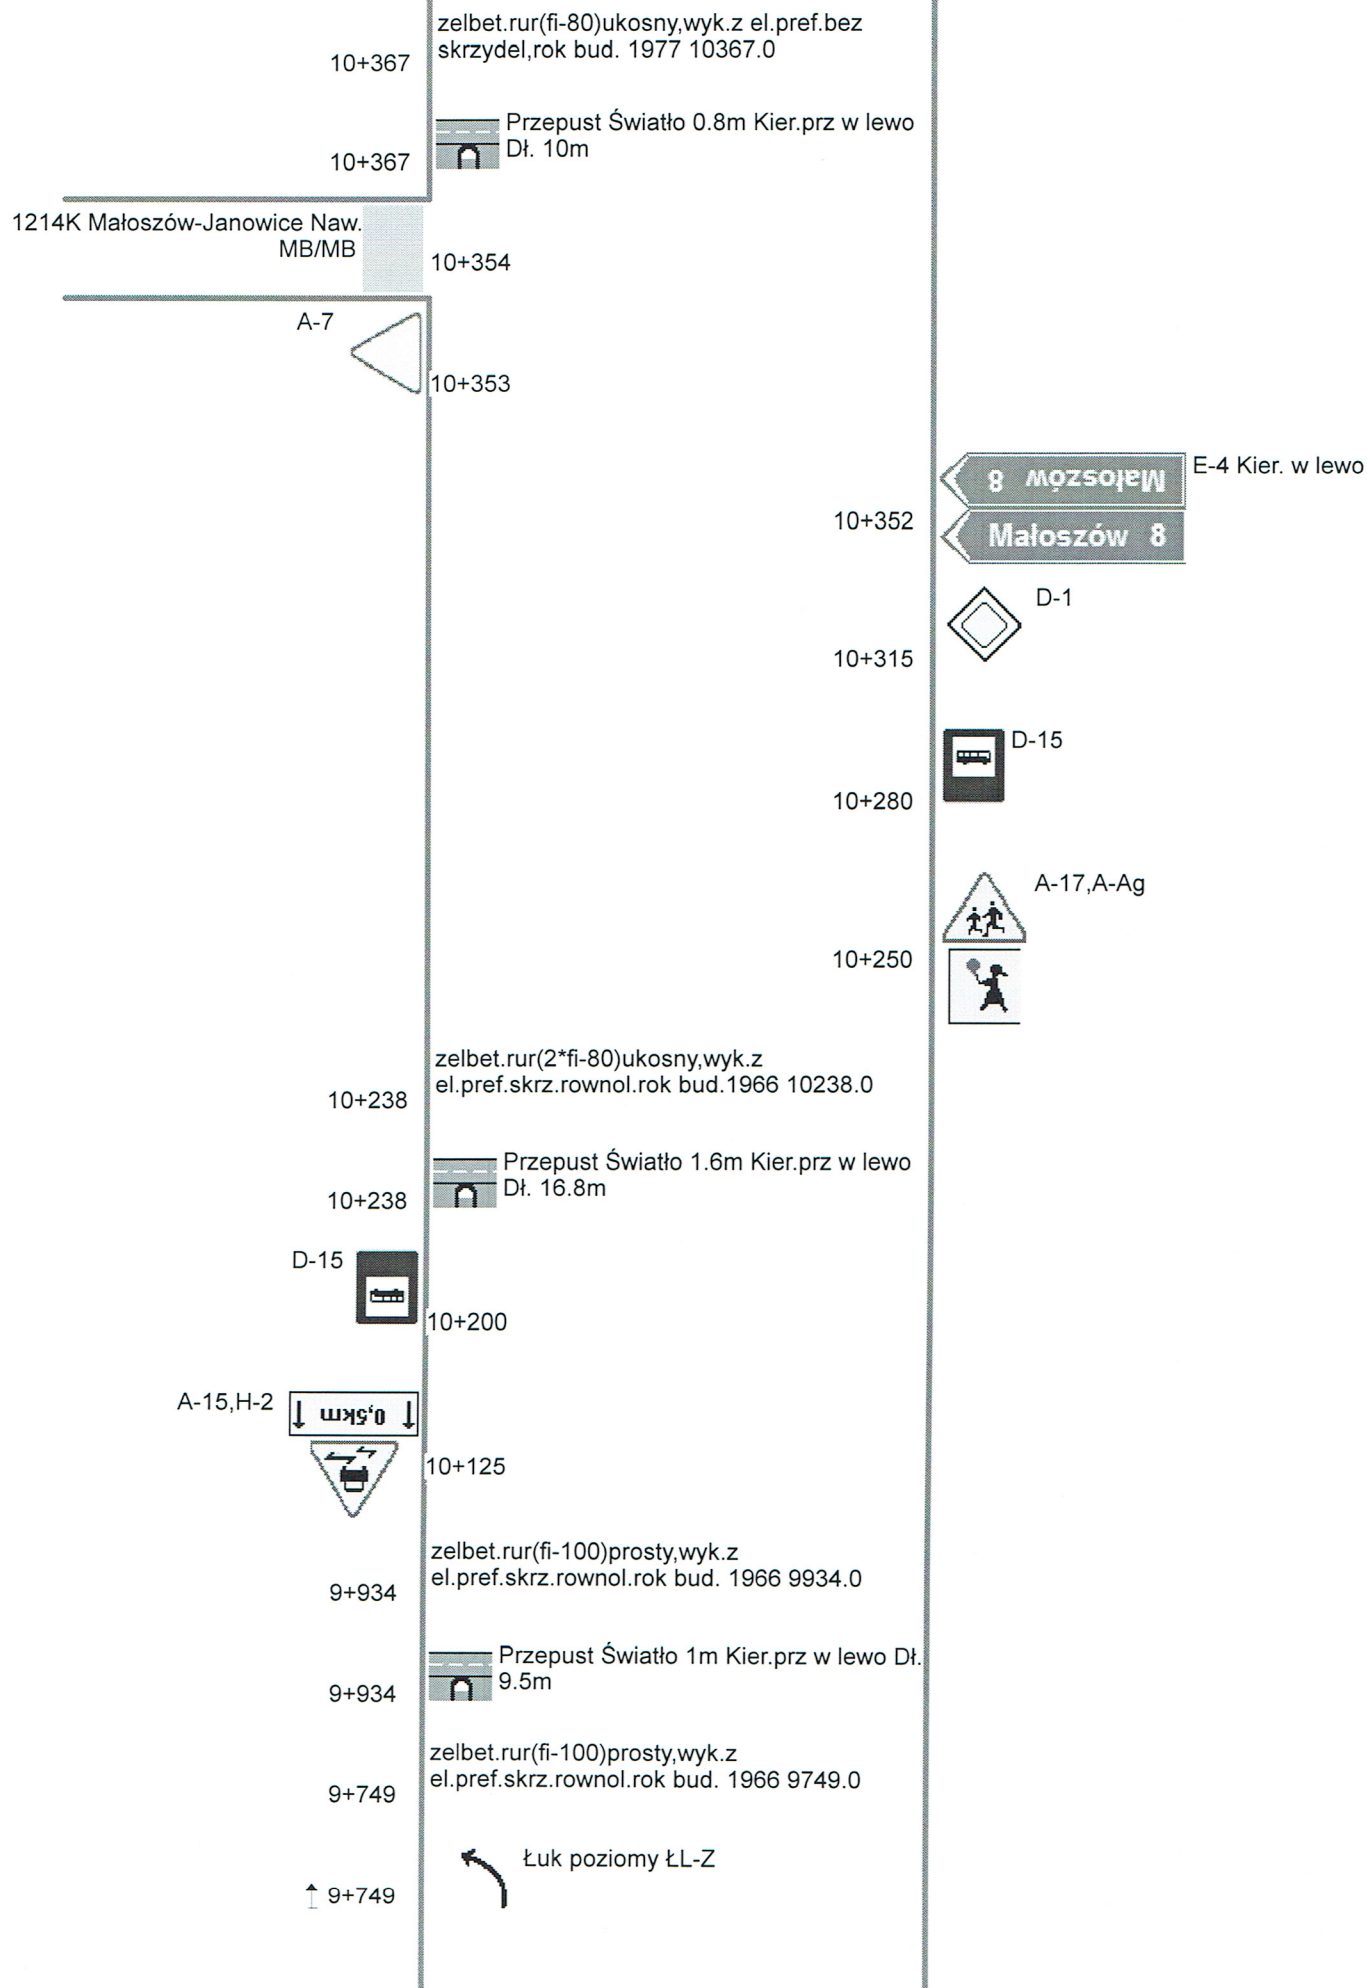 zelbet.rur(fi-80)ukosny,wyk.z el.pref.bez
skrzydel,rok bud. 1977 10367.0
10+367
Przepust Światło 0.8m Kier.prz w lewo
Dł. 10m
10+367
1214K Małoszów-Janowice Naw.
MB/MB
10+354
A-7
10+353
Małoszów 8
E-4 Kier. w lewo
10+352
Małoszów 8
D-1
10+315
D-15
10+280
A-17,A-Ag
10+250
zelbet.rur(2*fi-80)ukosny,wyk.z
el.pref.skrz.rownol.rok bud.1966 10238.0
10+238
Przepust Światło 1.6m Kier.prz w lewo
Dł. 16.8m
10+238
D-15
10+200
A-15,H-2
0,5km
10+125
zelbet.rur(fi-100)prosty,wyk.z
el.pref.skrz.rownol.rok bud. 1966 9934.0
9+934
Przepust Światło 1m Kier.prz w lewo Dł.
9.5m
9+934
zelbet.rur(fi-100)prosty,wyk.z
el.pref.skrz.rownol.rok bud. 1966 9749.0
9+749
Łuk poziomy ŁL-Z
9+749